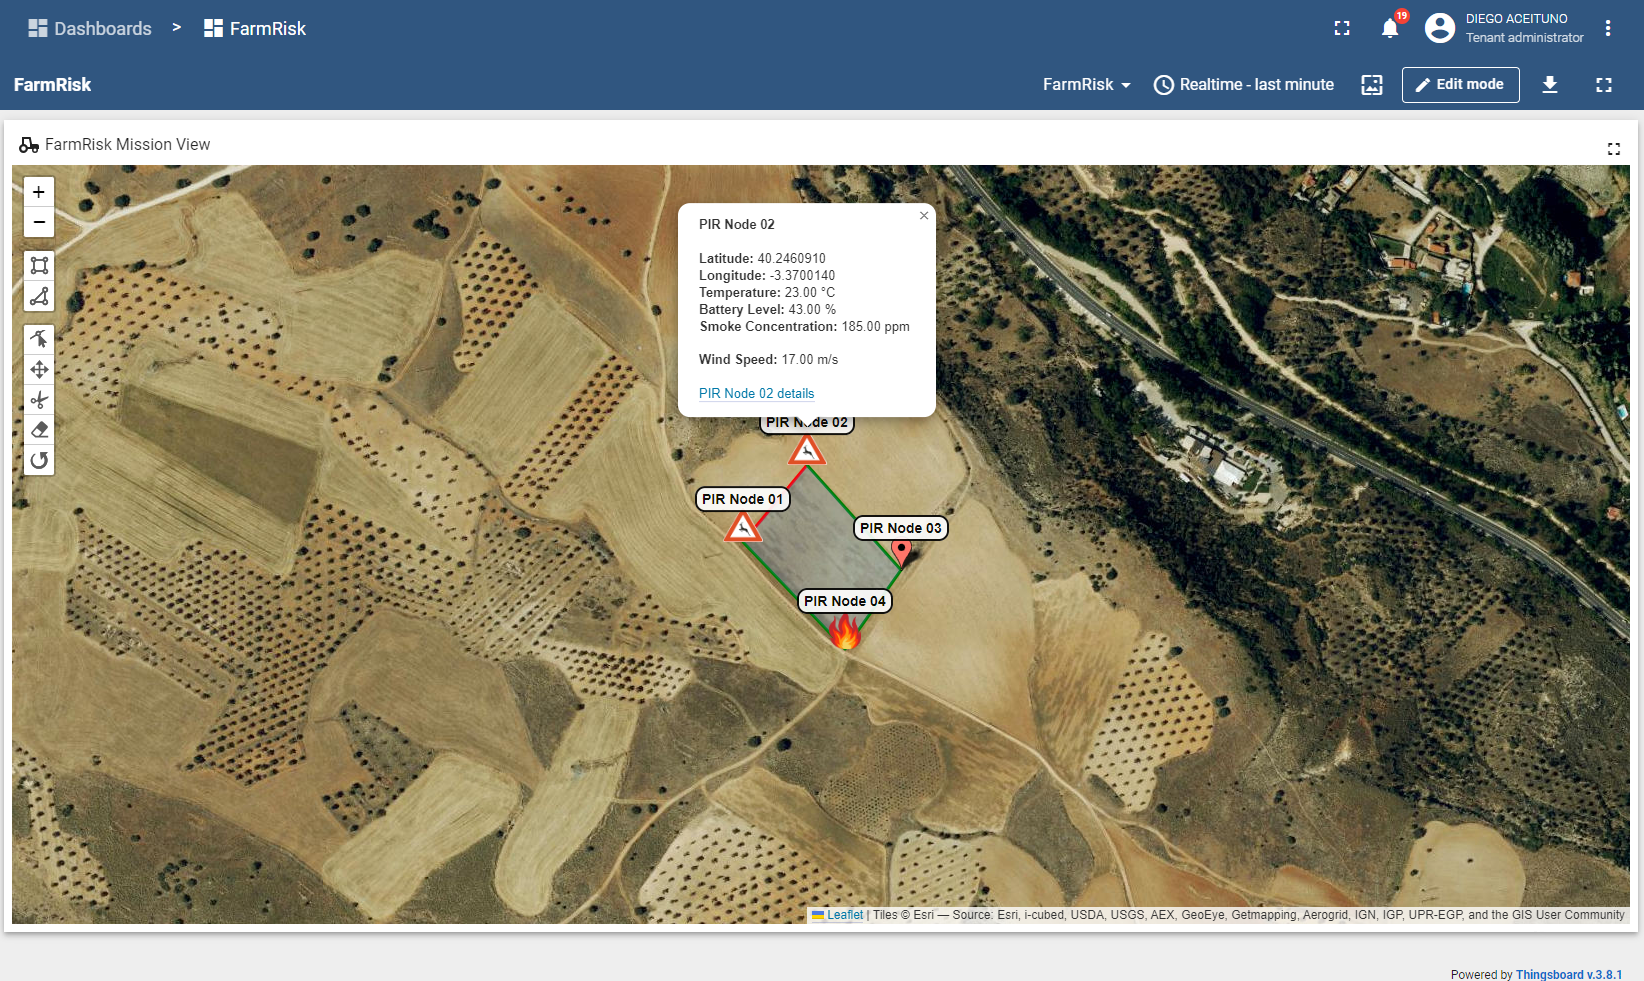 Dashboards > FarmRisk
19
DIEGO ACEITUNO
Tenant administrator
FarmRisk
FarmRisk
Realtime - last minute
Edit mode
FarmRisk Mission View
+
−
PIR Node 02
×
Latitude: 40.2460910
Longitude: -3.3700140
Temperature: 23.00 °C
Battery Level: 43.00 %
Smoke Concentration: 185.00 ppm
Wind Speed: 17.00 m/s
PIR Node 02 details
PIR Node 02
PIR Node 01
PIR Node 03
PIR Node 04
Leaflet | Tiles © Esri — Source: Esri, i-cubed, USDA, USGS, AEX, GeoEye, Getmapping, Aerogrid, IGN, IGP, UPR-EGP, and the GIS User Community
Powered by Thingsboard v.3.8.1